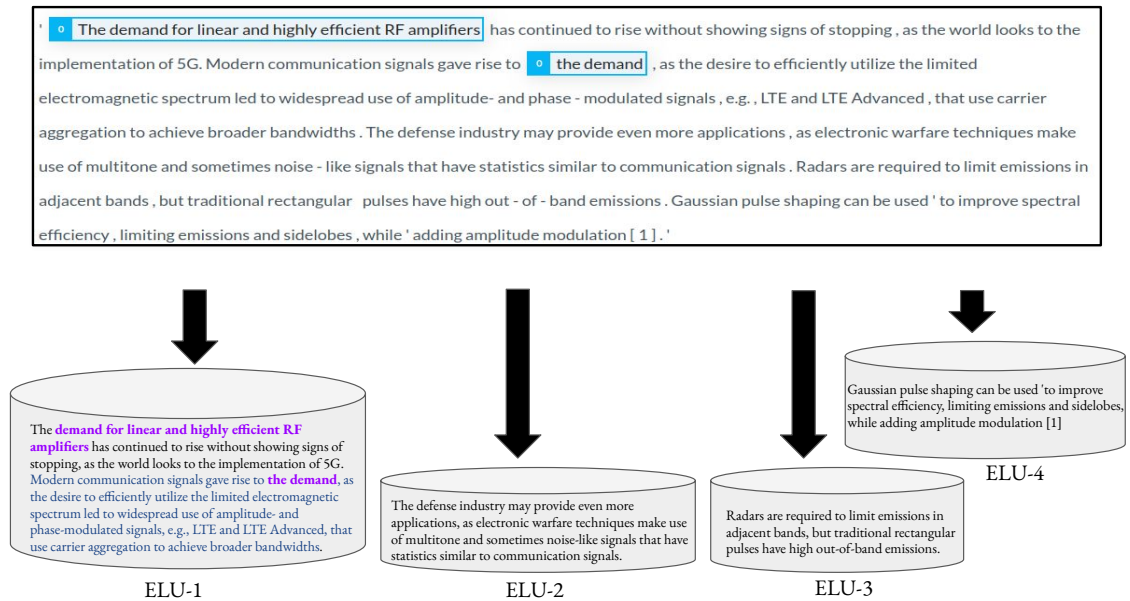 ' 0 The demand for linear and highly efficient RF amplifiers has continued to rise without showing signs of stopping , as the world looks to the
implementation of 5G. Modern communication signals gave rise to 0 the demand , as the desire to efficiently utilize the limited
electromagnetic spectrum led to widespread use of amplitude- and phase - modulated signals , e.g. , LTE and LTE Advanced , that use carrier
aggregation to achieve broader bandwidths . The defense industry may provide even more applications , as electronic warfare techniques make
use of multitone and sometimes noise - like signals that have statistics similar to communication signals . Radars are required to limit emissions in
adjacent bands , but traditional rectangular pulses have high out - of - band emissions . Gaussian pulse shaping can be used ' to improve spectral
efficiency , limiting emissions and sidelobes , while ' adding amplitude modulation [ 1 ] . '
The demand for linear and highly efficient RF
amplifiers has continued to rise without showing signs of
stopping, as the world looks to the implementation of 5G.
Modern communication signals gave rise to the demand, as
the desire to efficiently utilize the limited electromagnetic
spectrum led to widespread use of amplitude- and
phase-modulated signals, e.g., LTE and LTE Advanced, that
use carrier aggregation to achieve broader bandwidths.
ELU-1
The defense industry may provide even more
applications, as electronic warfare techniques make use
of multitone and sometimes noise-like signals that have
statistics similar to communication signals.
ELU-2
Radars are required to limit emissions in
adjacent bands, but traditional rectangular
pulses have high out-of-band emissions.
ELU-3
Gaussian pulse shaping can be used 'to improve
spectral efficiency, limiting emissions and sidelobes,
while adding amplitude modulation [1]
ELU-4